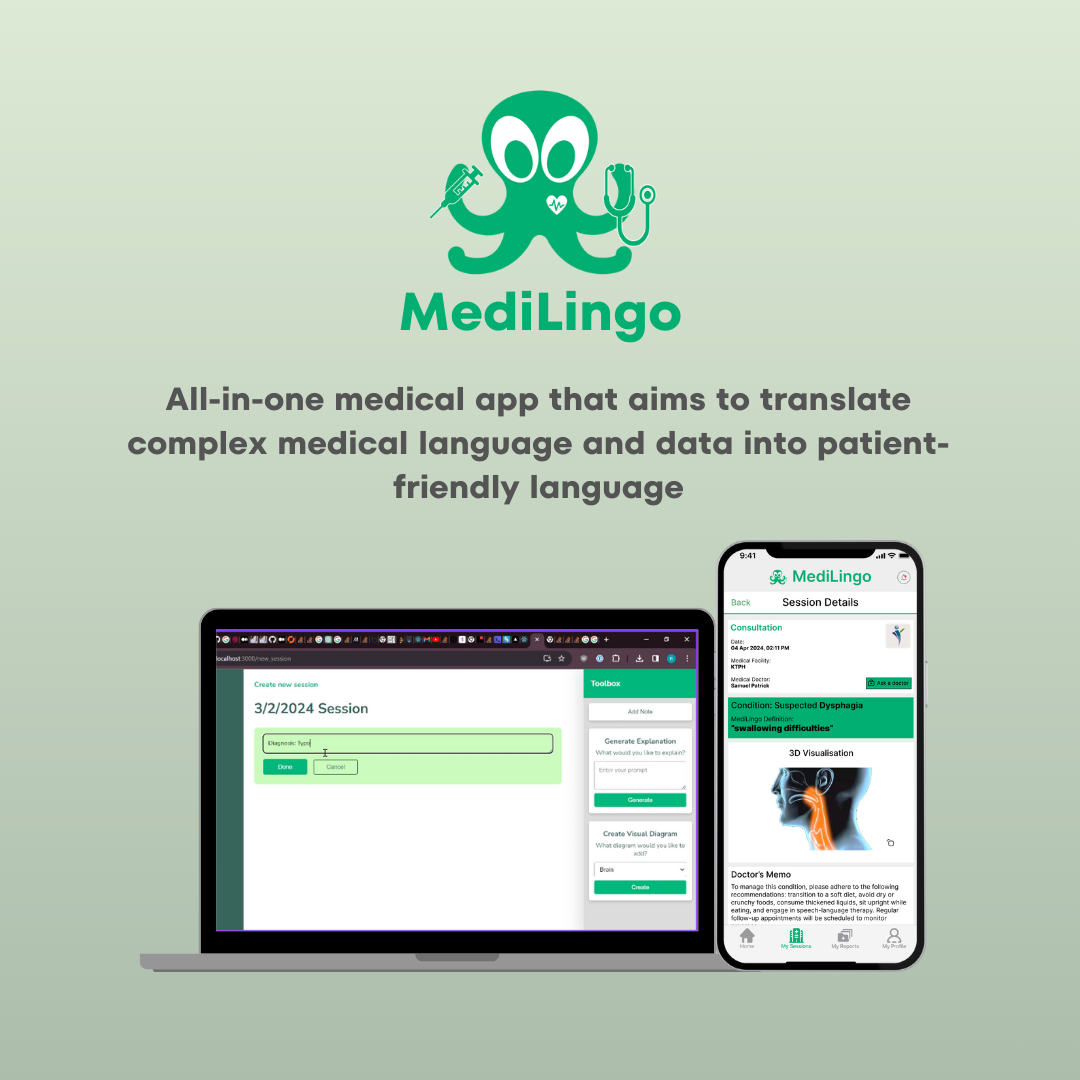 MediLingo
All-in-one medical app that aims to translate
complex medical language and data into patient-
friendly language
localhost:3000/new_session
Create new session
3/2/2024 Session
Diagnosis: Typo
Done
Cancel
Toolbox
Add Note
Generate Explanation
What would you like to explain?
Enter your prompt
Generate
Create Visual Diagram
What diagram would you like to
add?
Brain
Create
9:41
MediLingo
Back
Session Details
Consultation
Date:
04 Apr 2024, 02:11 PM
Medical Facility:
KTPH
Medical Doctor:
Samuel Patrick
Ask a doctor
Condition: Suspected Dysphagia
MediLingo Definition:
"swallowing difficulties"
3D Visualisation
Doctor's Memo
To manage this condition, please adhere to the following
recommendations: transition to a soft diet, avoid dry or
crunchy foods, consume thickened liquids, sit upright while
eating, and engage in speech-language therapy. Regular
follow-up appointments will be scheduled to monitor
Home
My Sessions
My Reports
My Profile